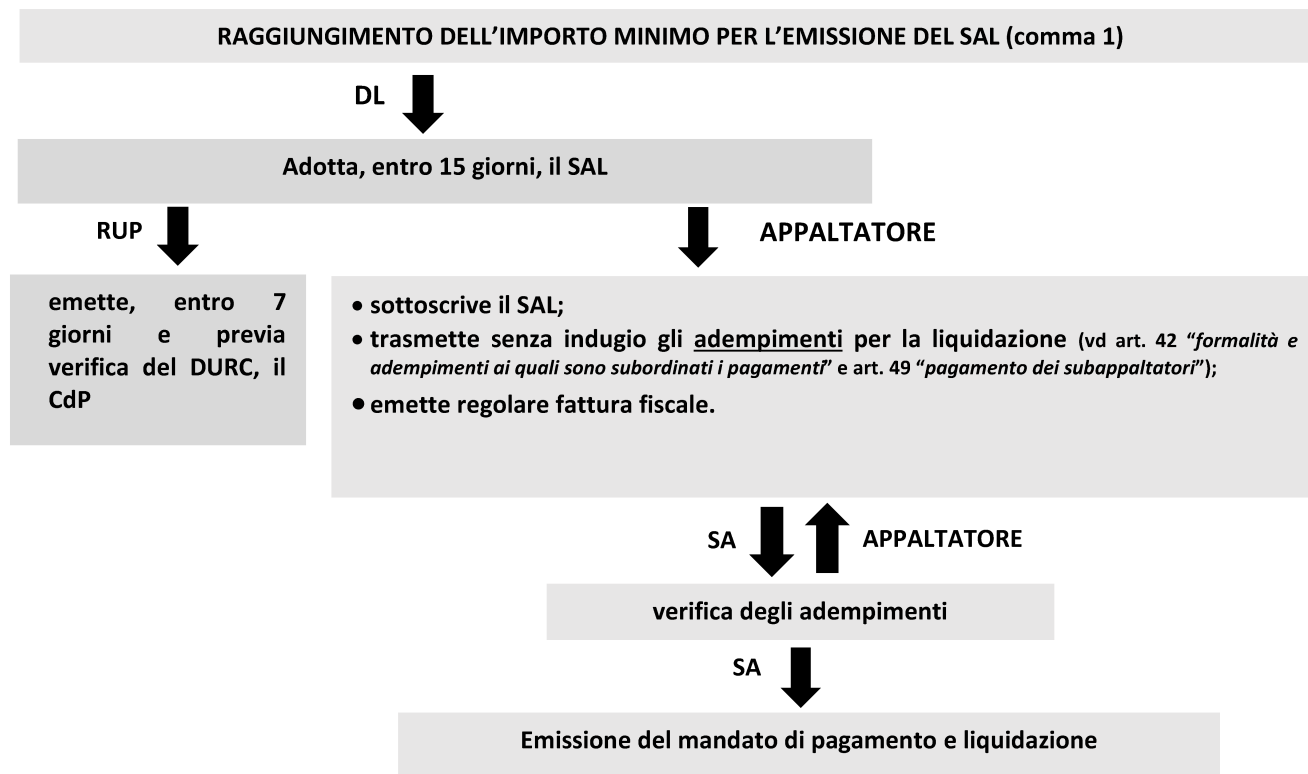 RAGGIUNGIMENTO DELL’IMPORTO MINIMO PER L’EMISSIONE DEL SAL (comma 1)
DL
Adotta, entro 15 giorni, il SAL
RUP
APPALTATORE
emette, entro 7
giorni e previa
verifica del DURC, il
CdP
• sottoscrive il SAL;
• trasmette senza indugio gli adempimenti per la liquidazione (vd art. 42 “formalità e
adempimenti ai quali sono subordinati i pagamenti” e art. 49 “pagamento dei subappaltatori”);
• emette regolare fattura fiscale.
SA
APPALTATORE
verifica degli adempimenti
SA
Emissione del mandato di pagamento e liquidazione